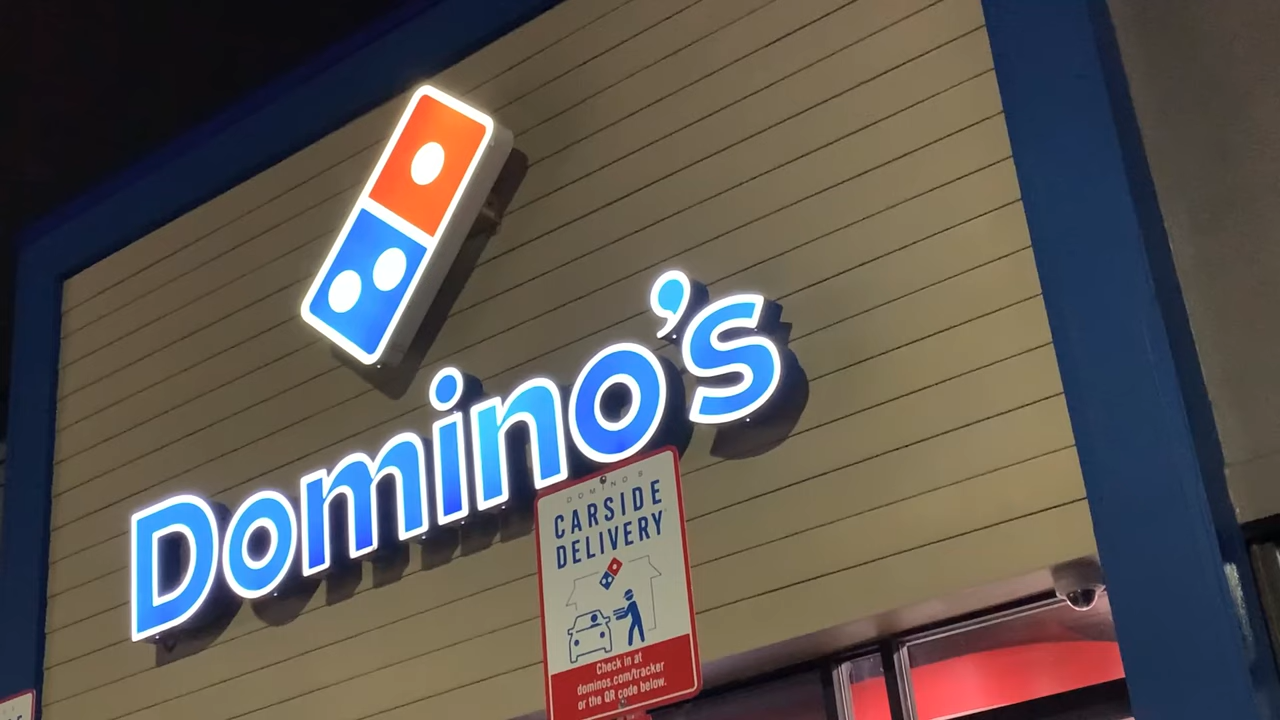 Domino's
DOMINO'S
CARSIDE
DELIVERY
Check in at
dominos.com/tracker
or the QR code below.